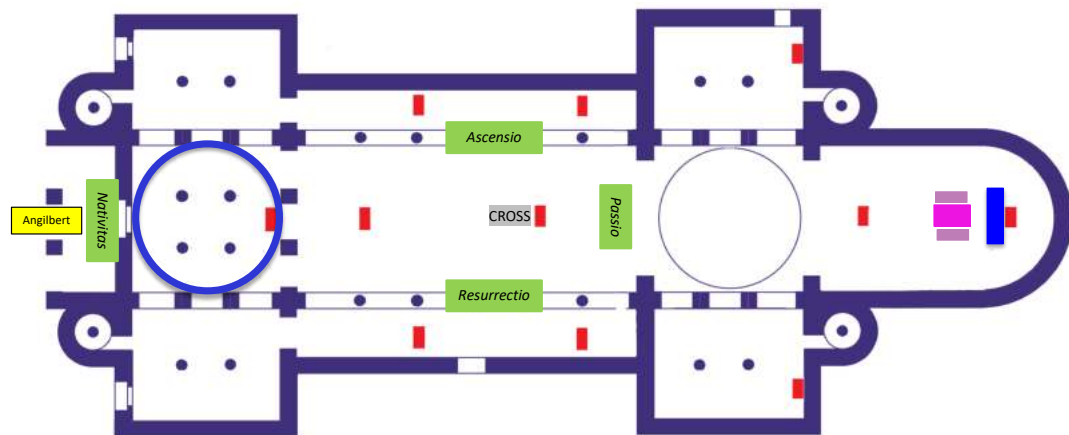 Ascensio
Angilbert
Nativitas
CROSS
Passio
Resurrectio